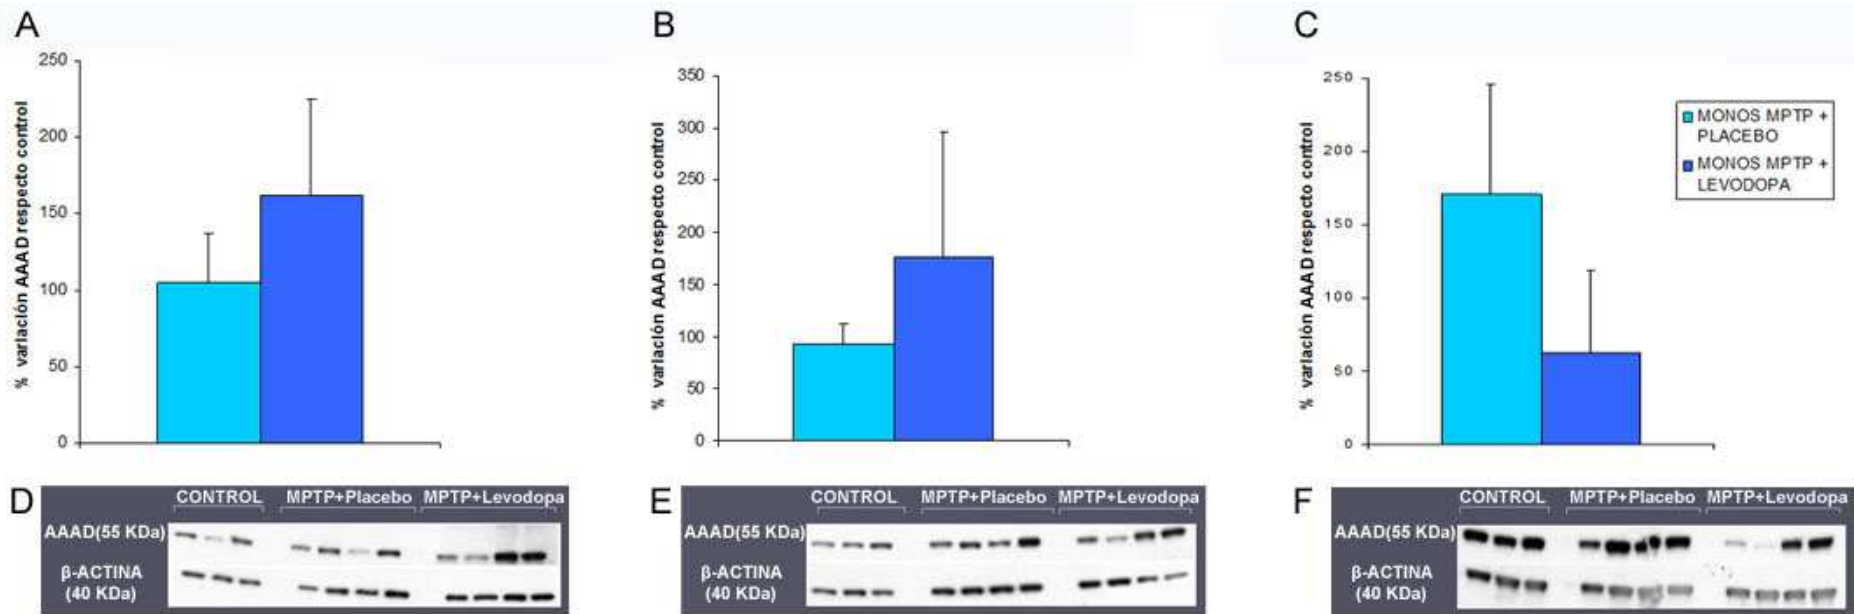 A
% variación AAAD respecto control
250
200
150
100
50
0
B
% variación AAAD respecto control
350
300
250
200
150
100
50
0
C
% variación AAAD respecto control
250
200
150
100
50
0
MONOS MPTP +
PLACEBO
MONOS MPTP +
LEVODOPA
D
CONTROL MPTP+Placebo MPTP+Levodopa
AAAD(55 KDa)
β-ACTINA
(40 KDa)
E
CONTROL MPTP+Placebo MPTP+Levodopa
AAAD(55 KDa)
β-ACTINA
(40 KDa)
F
CONTROL MPTP+Placebo MPTP+Levodopa
AAAD(55 KDa)
β-ACTINA
(40 KDa)